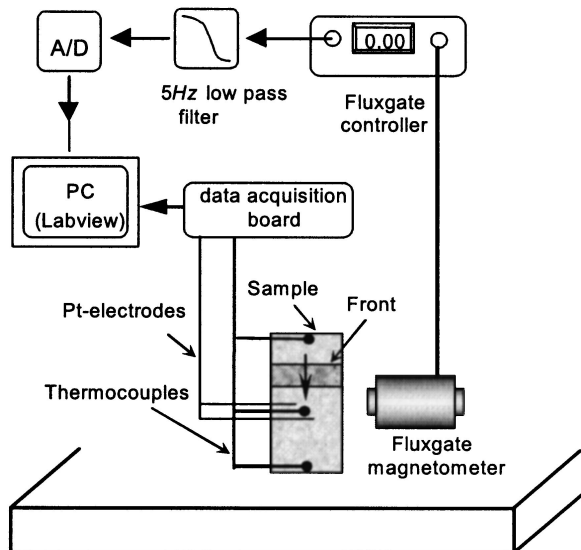 A/D
5Hz low pass
filter
0.00
Fluxgate
controller
PC
(Labview)
data acquisition
board
Sample
Front
Pt-electrodes
Thermocouples
Fluxgate
magnetometer